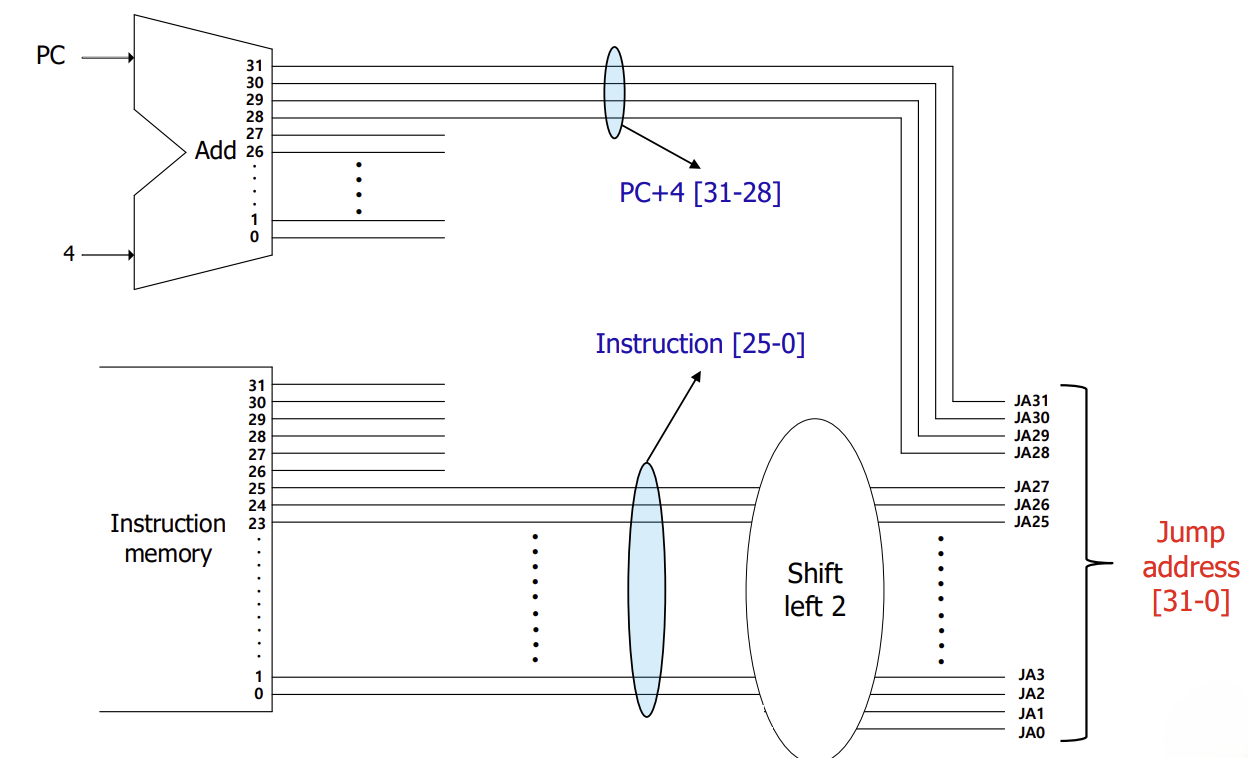 PC
4
Add
31
30
29
28
27
26
1
0
PC+4 [31-28]
Instruction [25-0]
Instruction
memory
31
30
29
28
27
26
25
24
23
1
0
Shift
left 2
JA31
JA30
JA29
JA28
JA27
JA26
JA25
JA3
JA2
JA1
JA0
Jump
address
[31-0]